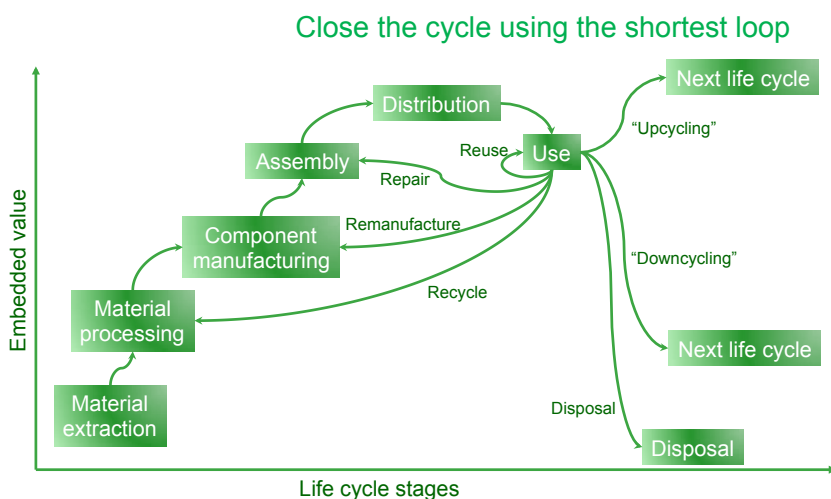 Close the cycle using the shortest loop
Next life cycle
Distribution
“Upcycling”
Reuse
Use
Assembly
Repair
Component
manufacturing
Remanufacture
“Downcycling”
Recycle
Material
processing
Next life cycle
Material
extraction
Disposal
Disposal
Embedded value
Life cycle stages